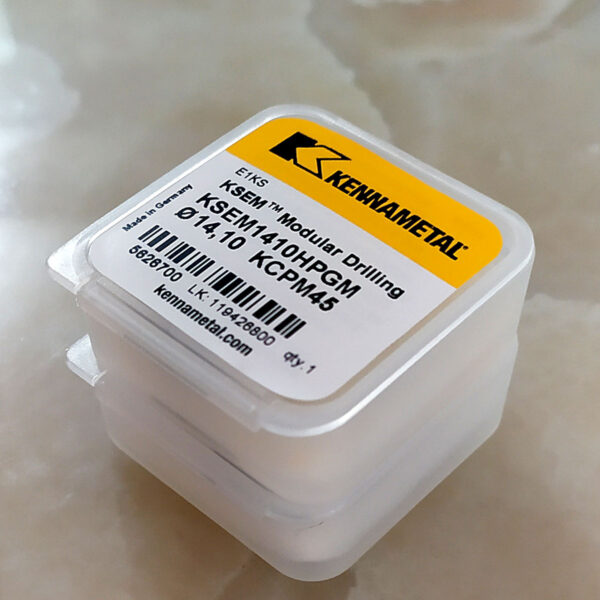 KENNAMETAL®
E1KS
KSEM™ Modular Drilling
KSEM1410HPGM
Ø14,10 KCPM45
Made in Germany
5626700 LK: 119426800 qty. 1
kennametal.com